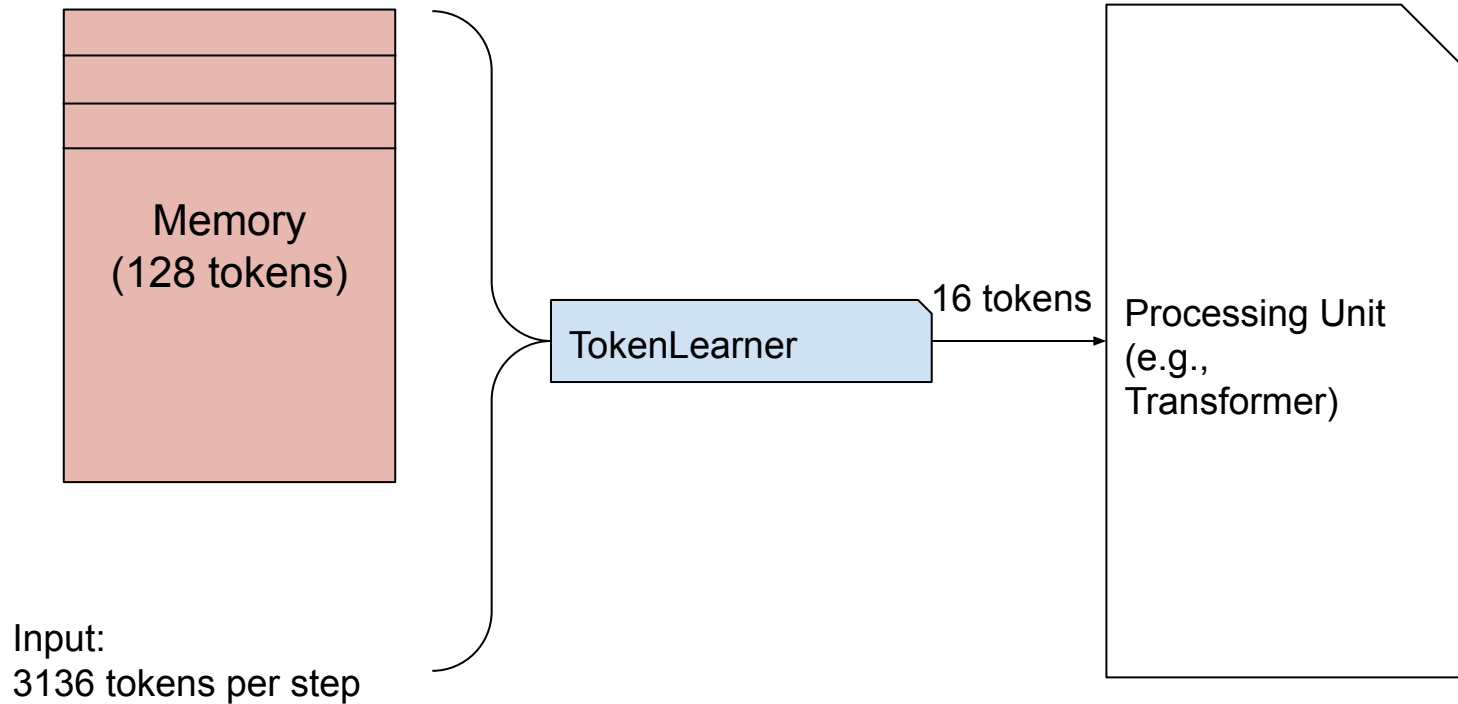 Memory
(128 tokens)
TokenLearner
16 tokens
Processing Unit
(e.g.,
Transformer)
Input:
3136 tokens per step